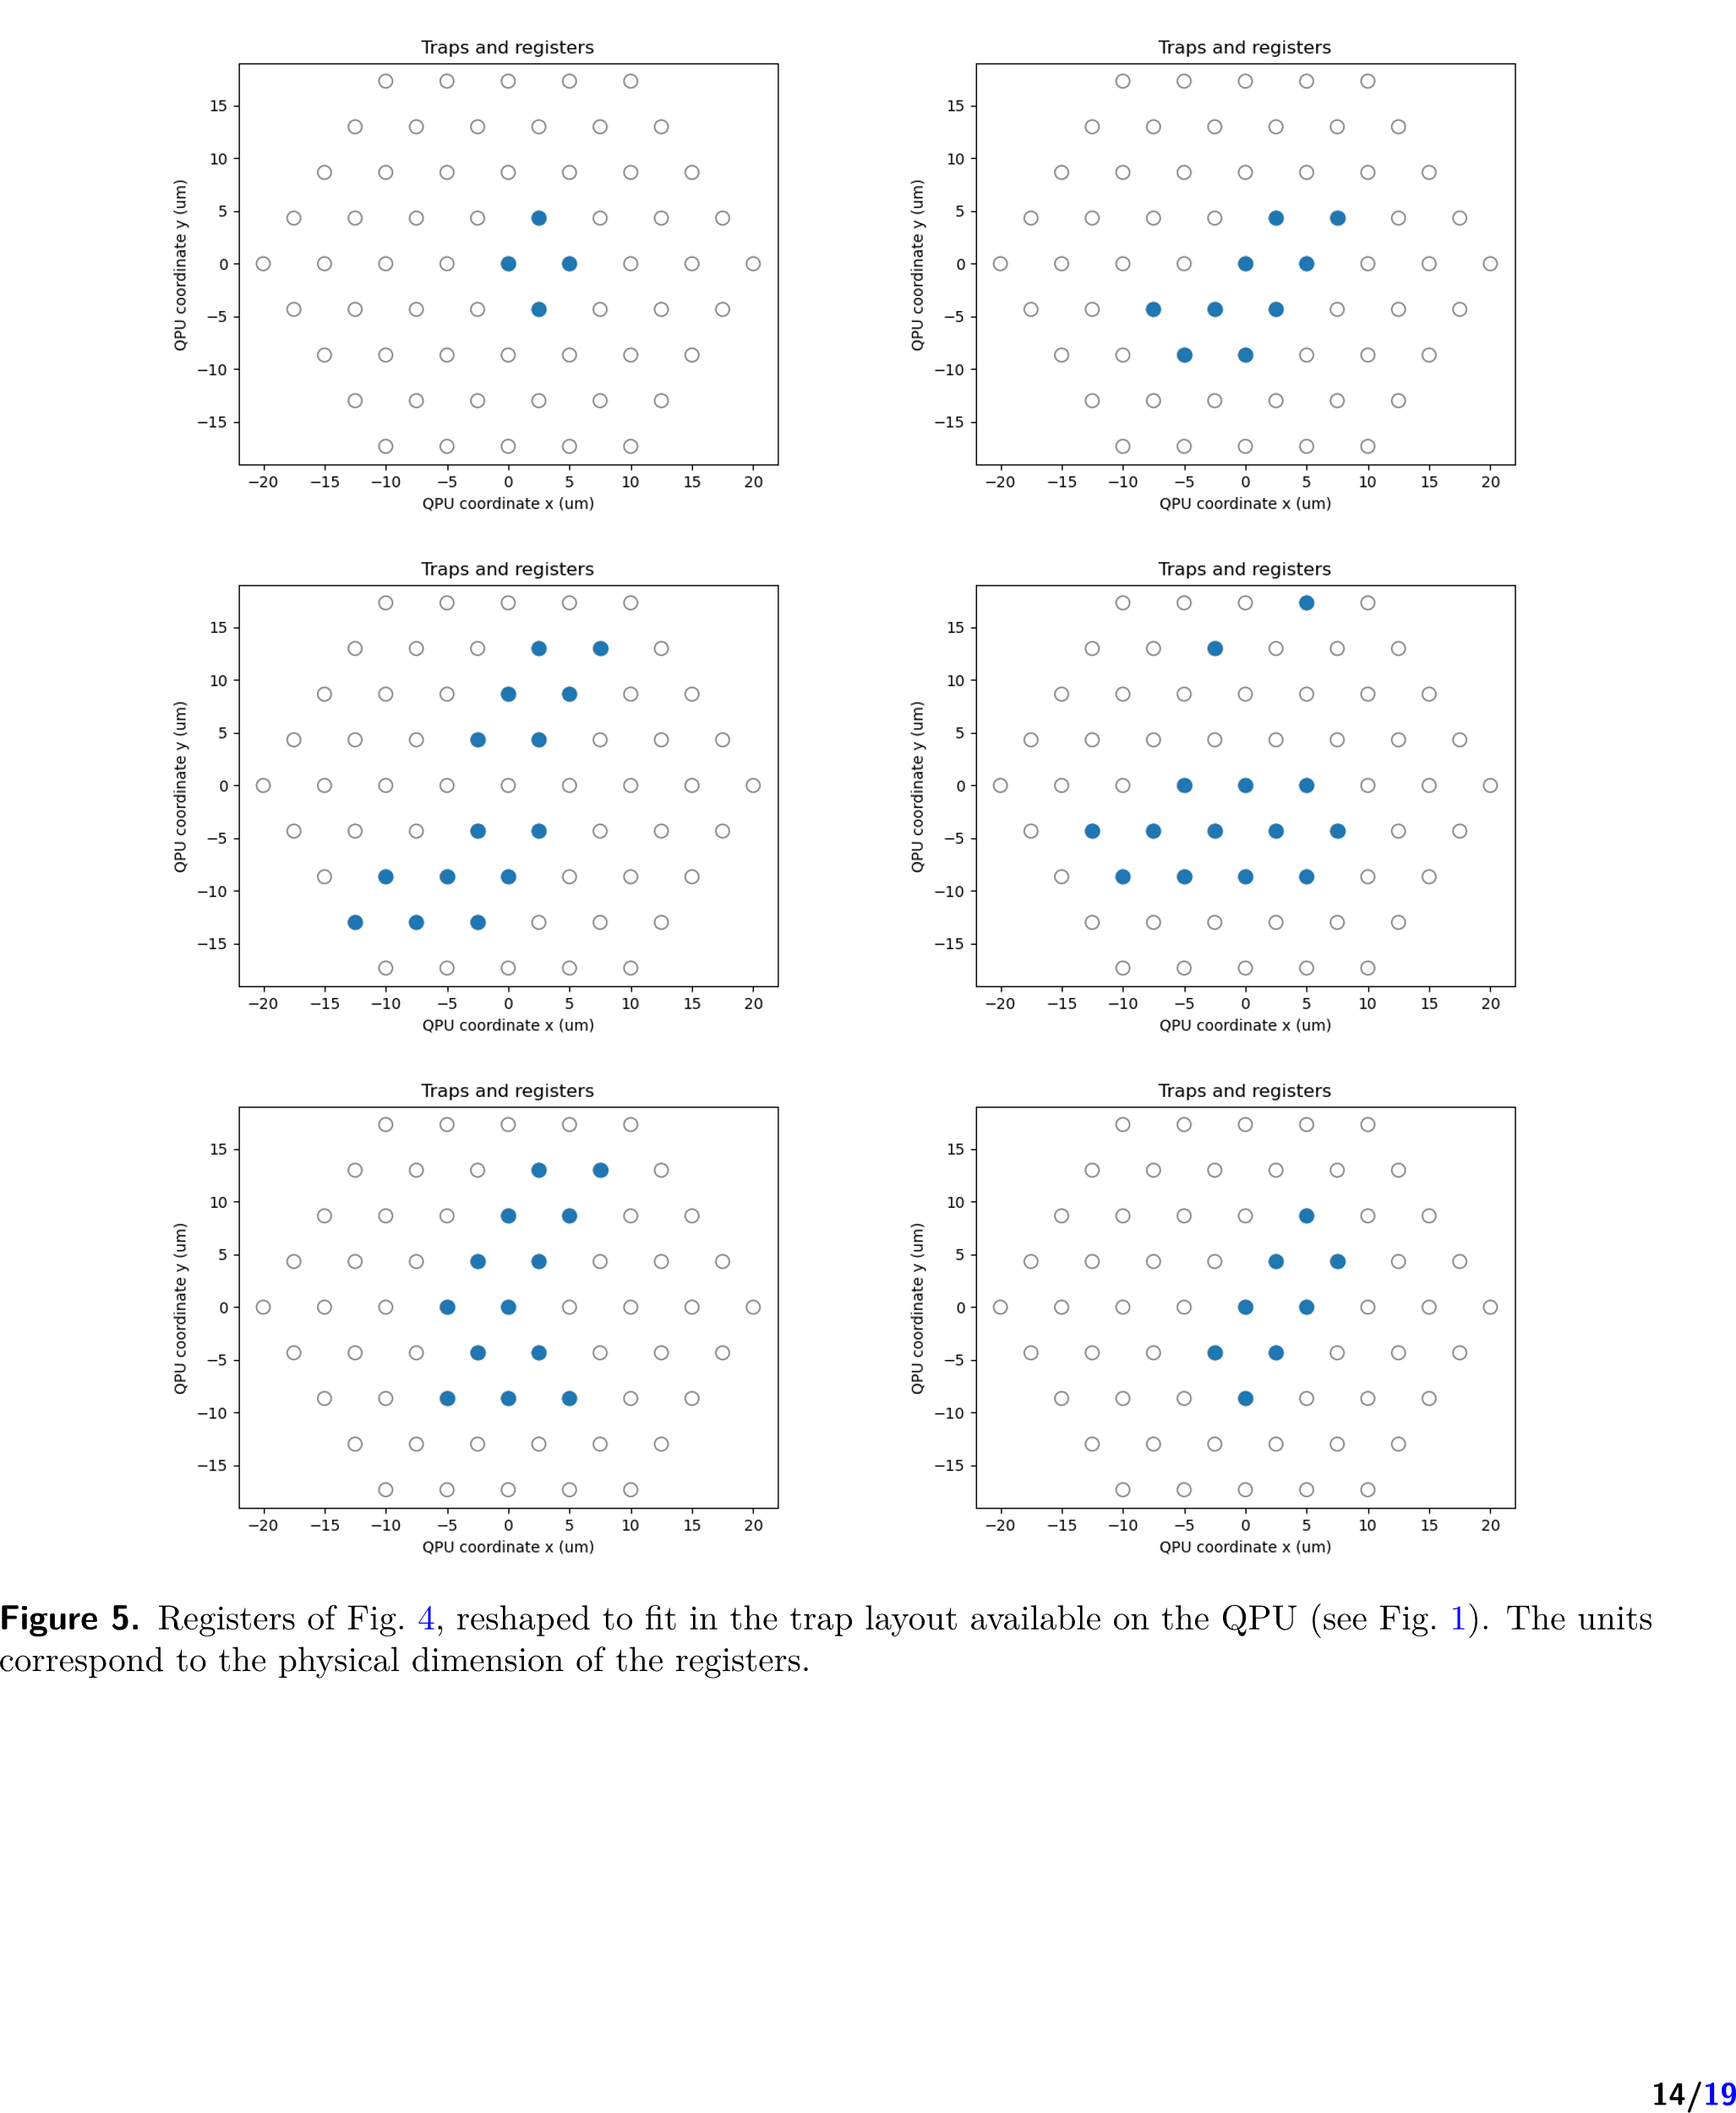 Traps and registers
Traps and registers
15
10
5
0
−5
−10
−15
QPU coordinate y (um)
−20 −15 −10 −5 0 5 10 15 20
QPU coordinate x (um)
15
10
5
0
−5
−10
−15
QPU coordinate y (um)
−20 −15 −10 −5 0 5 10 15 20
QPU coordinate x (um)
Traps and registers
Traps and registers
15
10
5
0
−5
−10
−15
QPU coordinate y (um)
−20 −15 −10 −5 0 5 10 15 20
QPU coordinate x (um)
15
10
5
0
−5
−10
−15
QPU coordinate y (um)
−20 −15 −10 −5 0 5 10 15 20
QPU coordinate x (um)
Traps and registers
Traps and registers
15
10
5
0
−5
−10
−15
QPU coordinate y (um)
−20 −15 −10 −5 0 5 10 15 20
QPU coordinate x (um)
15
10
5
0
−5
−10
−15
QPU coordinate y (um)
−20 −15 −10 −5 0 5 10 15 20
QPU coordinate x (um)
Figure 5. Registers of Fig. 4, reshaped to fit in the trap layout available on the QPU (see Fig. 1). The units
correspond to the physical dimension of the registers.
14/19